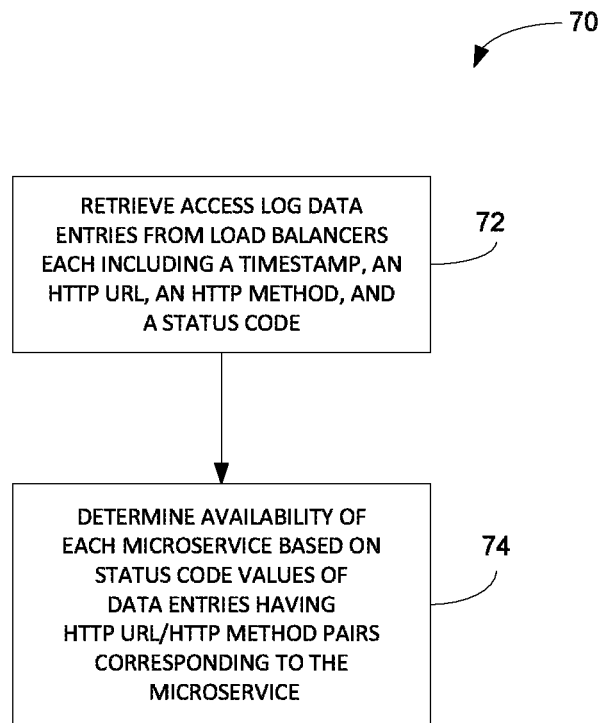 70
RETRIEVE ACCESS LOG DATA
ENTRIES FROM LOAD BALANCERS
EACH INCLUDING A TIMESTAMP, AN
HTTP URL, AN HTTP METHOD, AND
A STATUS CODE
72
DETERMINE AVAILABILITY OF
EACH MICROSERVICE BASED ON
STATUS CODE VALUES OF
DATA ENTRIES HAVING
HTTP URL/HTTP METHOD PAIRS
CORRESPONDING TO THE
MICROSERVICE
74